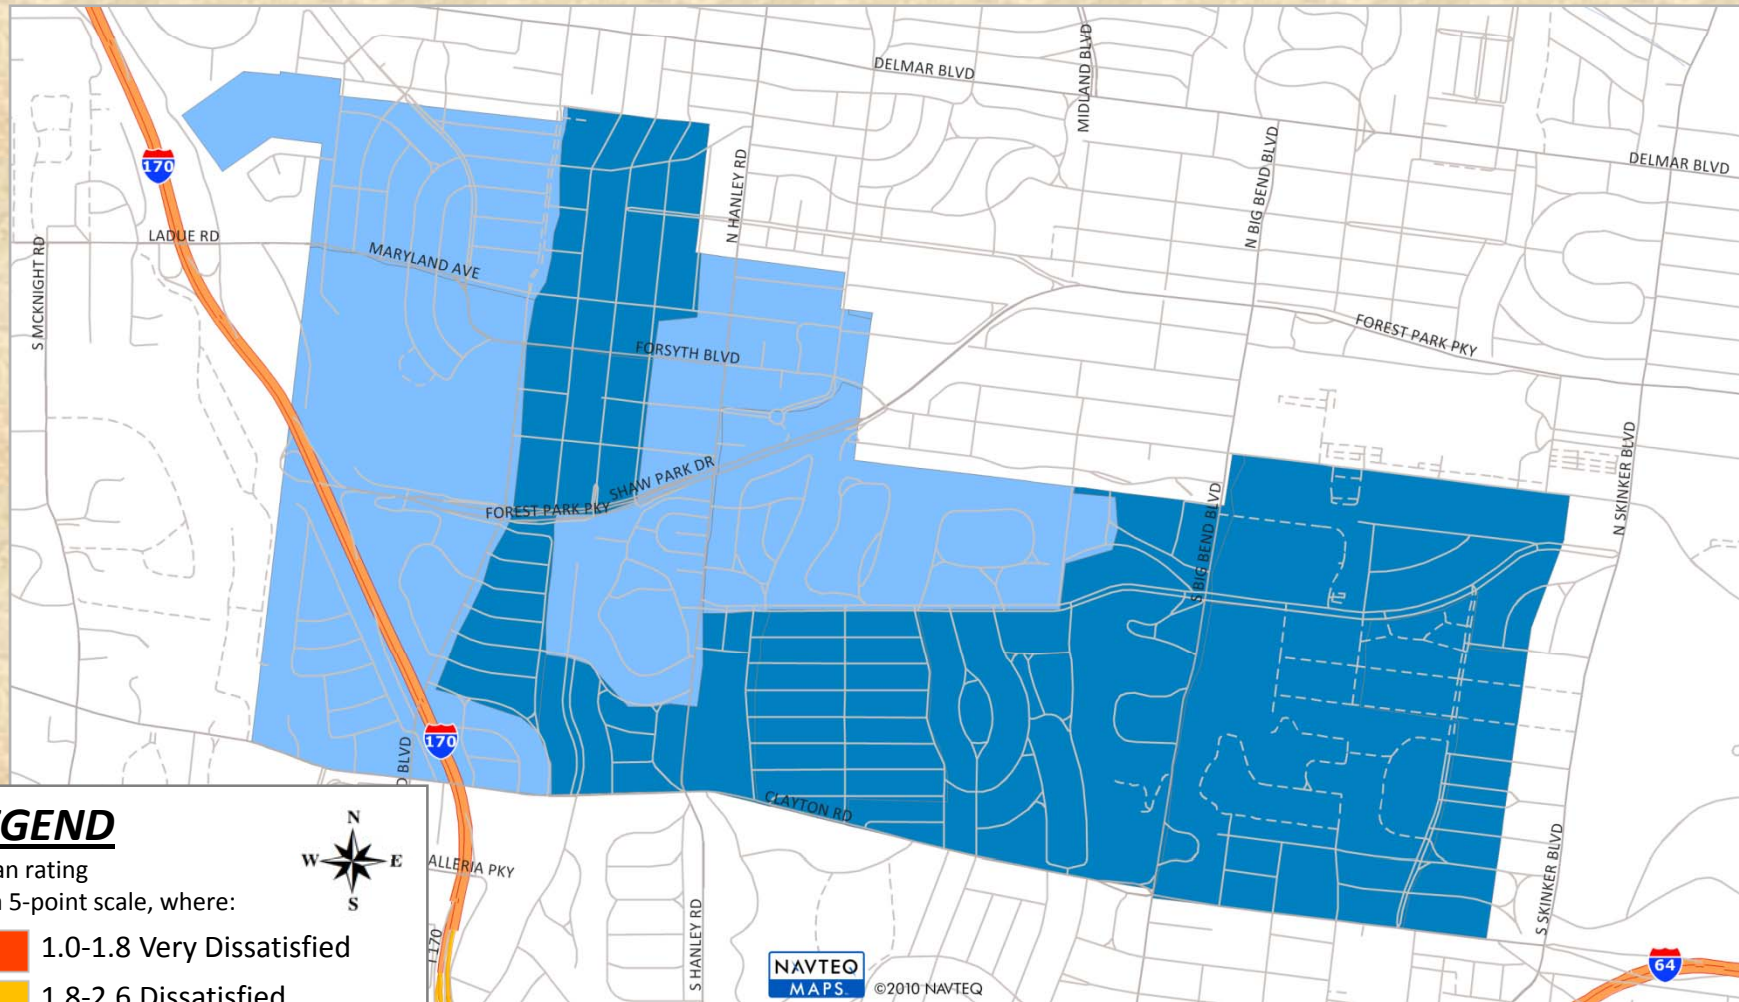 MIDLAND BLVD
DELMAR BLVD
DELMAR BLVD
170
N HANLEY RD
N BIG BEND BLVD
LADUE RD
MARYLAND AVE
S MCKNIGHT RD
FORSYTH BLVD
FOREST PARK PKY
SHAW PARK DR
FOREST PARK PKY
N SKINKER BLVD
S BIG BEND BLVD
170
D BLVD
CLAYTON RD
ALLERIA PKY
S HANLEY RD
I 170
S SKINKER BLVD
64
NAVTEQ
MAPS
©2010 NAVTEQ
EGEND
N
W E
S
an rating
5-point scale, where:
1.0-1.8 Very Dissatisfied
1.8-2.6 Dissatisfied